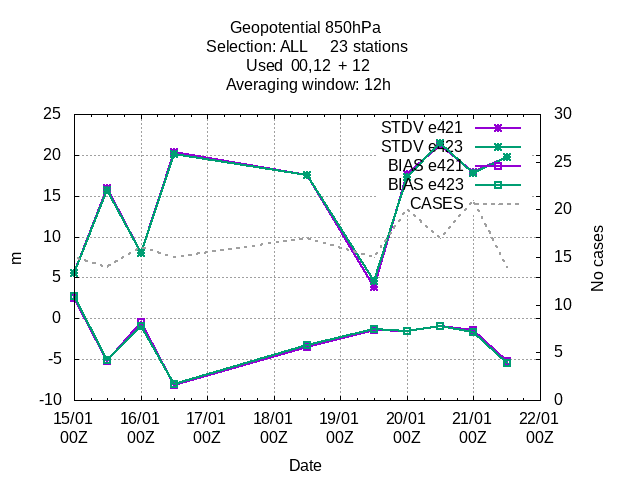 Geopotential 850hPa
Selection: ALL 23 stations
Used 00,12 + 12
Averaging window: 12h
STDV e421
STDV e423
BIAS e421
BIAS e423
CASES
25
20
15
10
5
0
-5
-10
m
30
25
20
15
10
5
0
No cases
15/01 16/01 17/01 18/01 19/01 20/01 21/01 22/01
00Z 00Z 00Z 00Z 00Z 00Z 00Z 00Z
Date